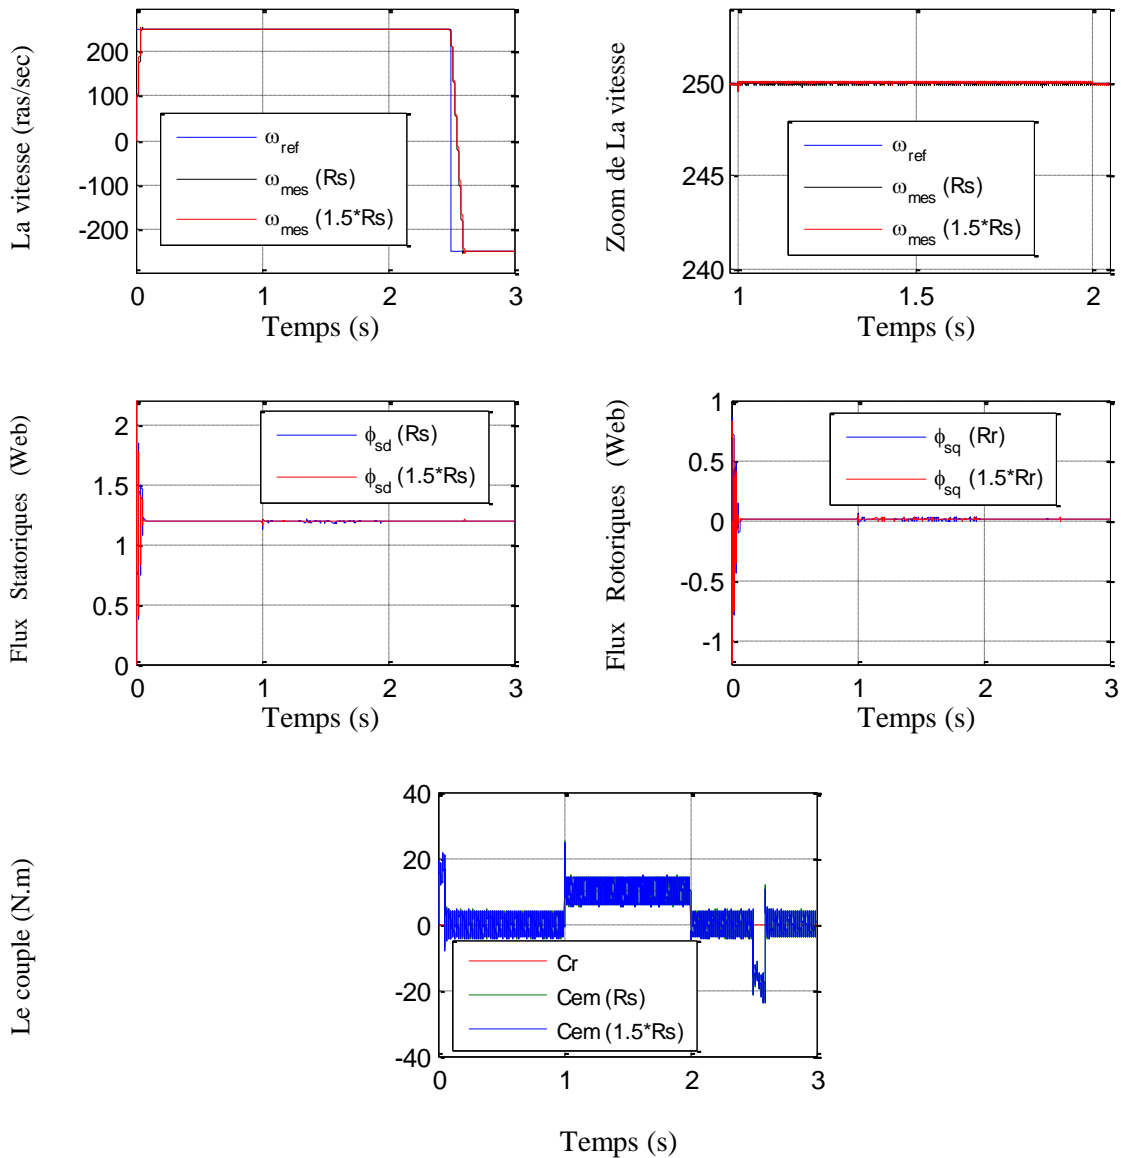 La vitesse (ras/sec)
200
100
0
-100
-200
ω_ref
ω_mes (Rs)
ω_mes (1.5*Rs)
0 1 2 3
Temps (s)
Zoom de La vitesse
250
245
240
ω_ref
ω_mes (Rs)
ω_mes (1.5*Rs)
1 1.5 2
Temps (s)
Flux Statoriques (Web)
2
1.5
1
0.5
0
ϕ_sd (Rs)
ϕ_sd (1.5*Rs)
0 1 2 3
Temps (s)
Flux Rotoriques (Web)
1
0.5
0
-0.5
-1
ϕ_sq (Rr)
ϕ_sq (1.5*Rr)
0 1 2 3
Temps (s)
Le couple (N.m)
40
20
0
-20
-40
Cr
Cem (Rs)
Cem (1.5*Rs)
0 1 2 3
Temps (s)